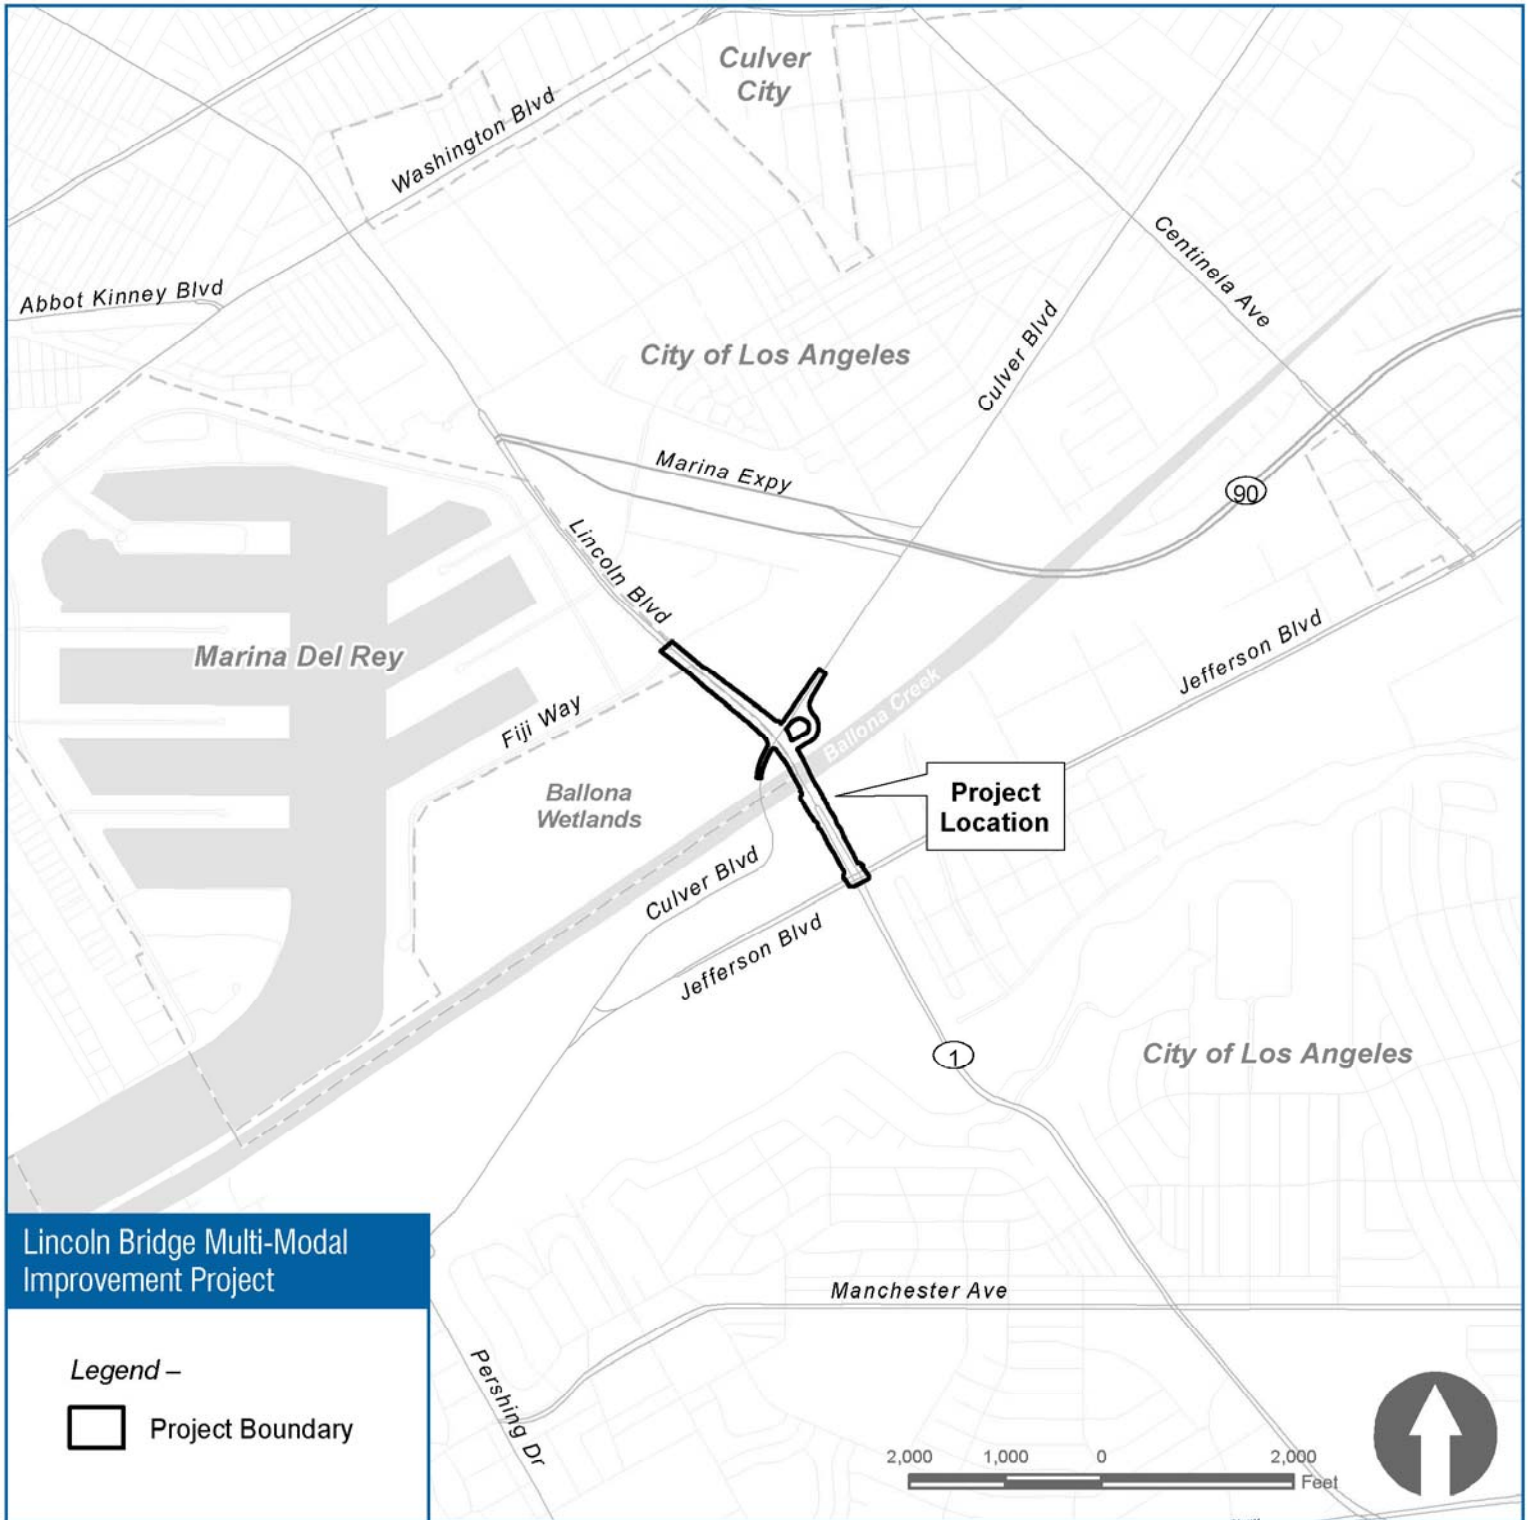 Culver
City
Washington Blvd
Abbot Kinney Blvd
Centinela Ave
City of Los Angeles
Culver Blvd
Marina Expy
90
Lincoln Blvd
Marina Del Rey
Jefferson Blvd
Fiji Way
Ballona Creek
Ballona
Wetlands
Project
Location
Culver Blvd
Jefferson Blvd
1
City of Los Angeles
Lincoln Bridge Multi-Modal
Improvement Project
Manchester Ave
Pershing Dr
Legend –
Project Boundary
2,000 1,000 0 2,000
Feet